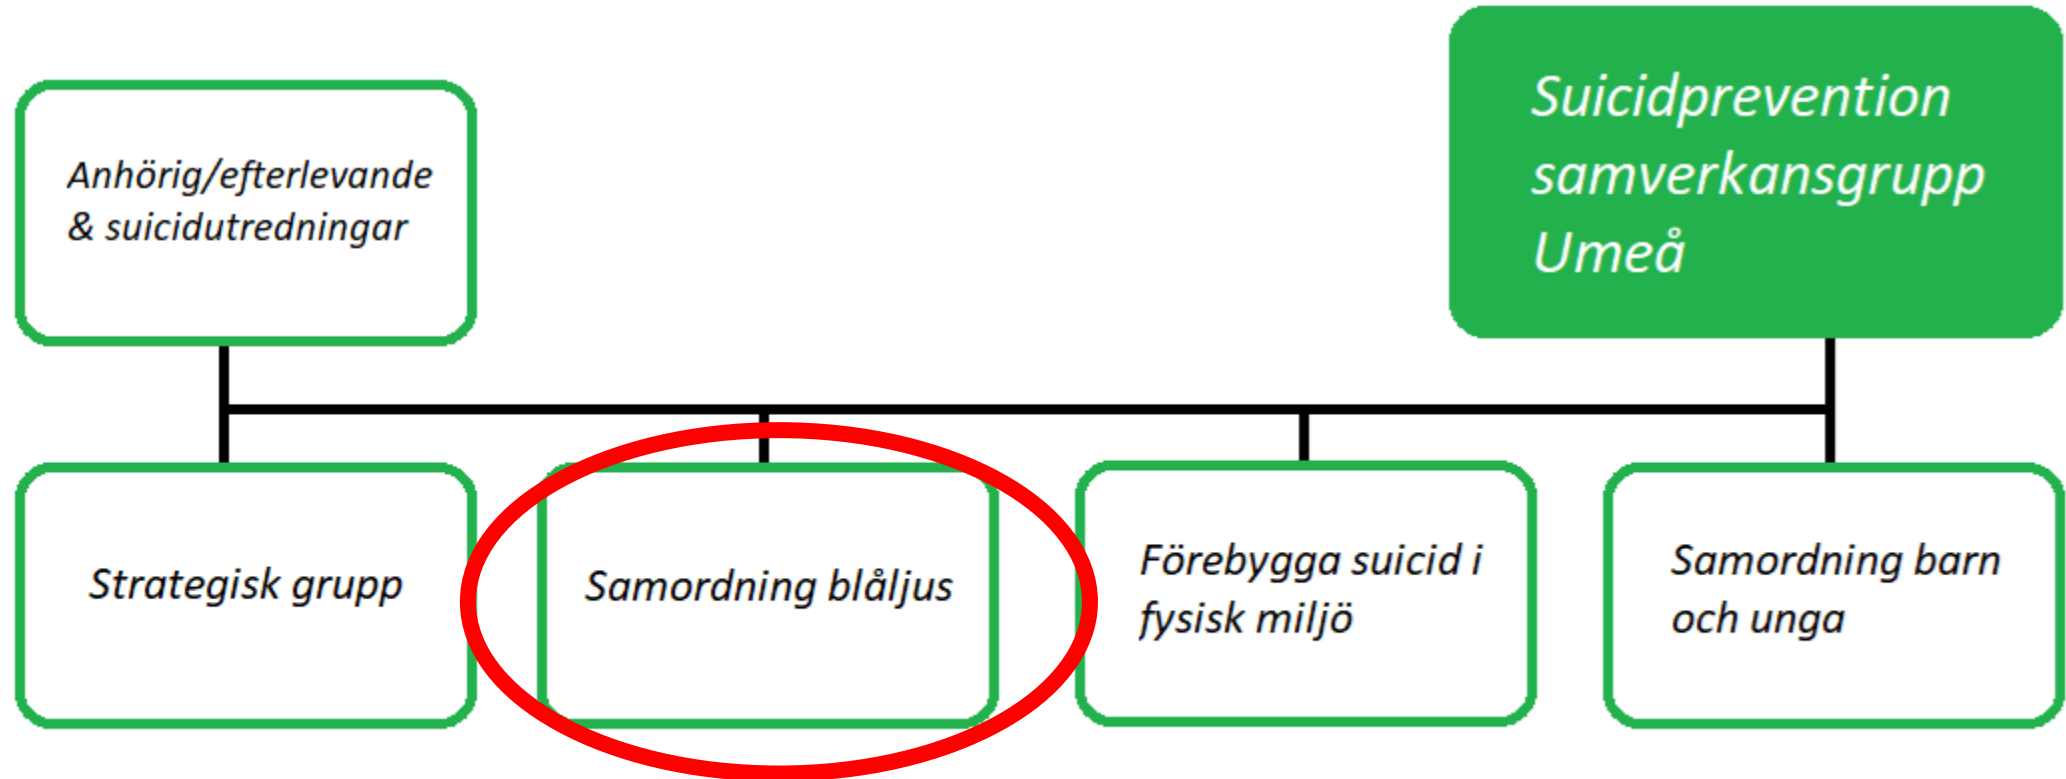 Suicidprevention
samverkansgrupp
Umeå
Anhörig/efterlevande
& suicidutredningar
Strategisk grupp
Samordning blåljus
Förebygga suicid i
fysisk miljö
Samordning barn
och unga